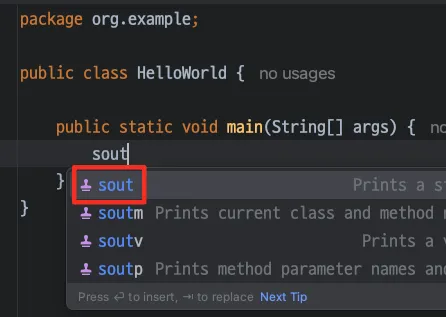 package org.example;
public class HelloWorld { no usages
public static void main(String[] args) { no
sout
} sout Prints a s
} soutm Prints current class and method
soutv Prints a
soutp Prints method parameter names and
Press ⏎ to insert, ⇥ to replace Next Tip